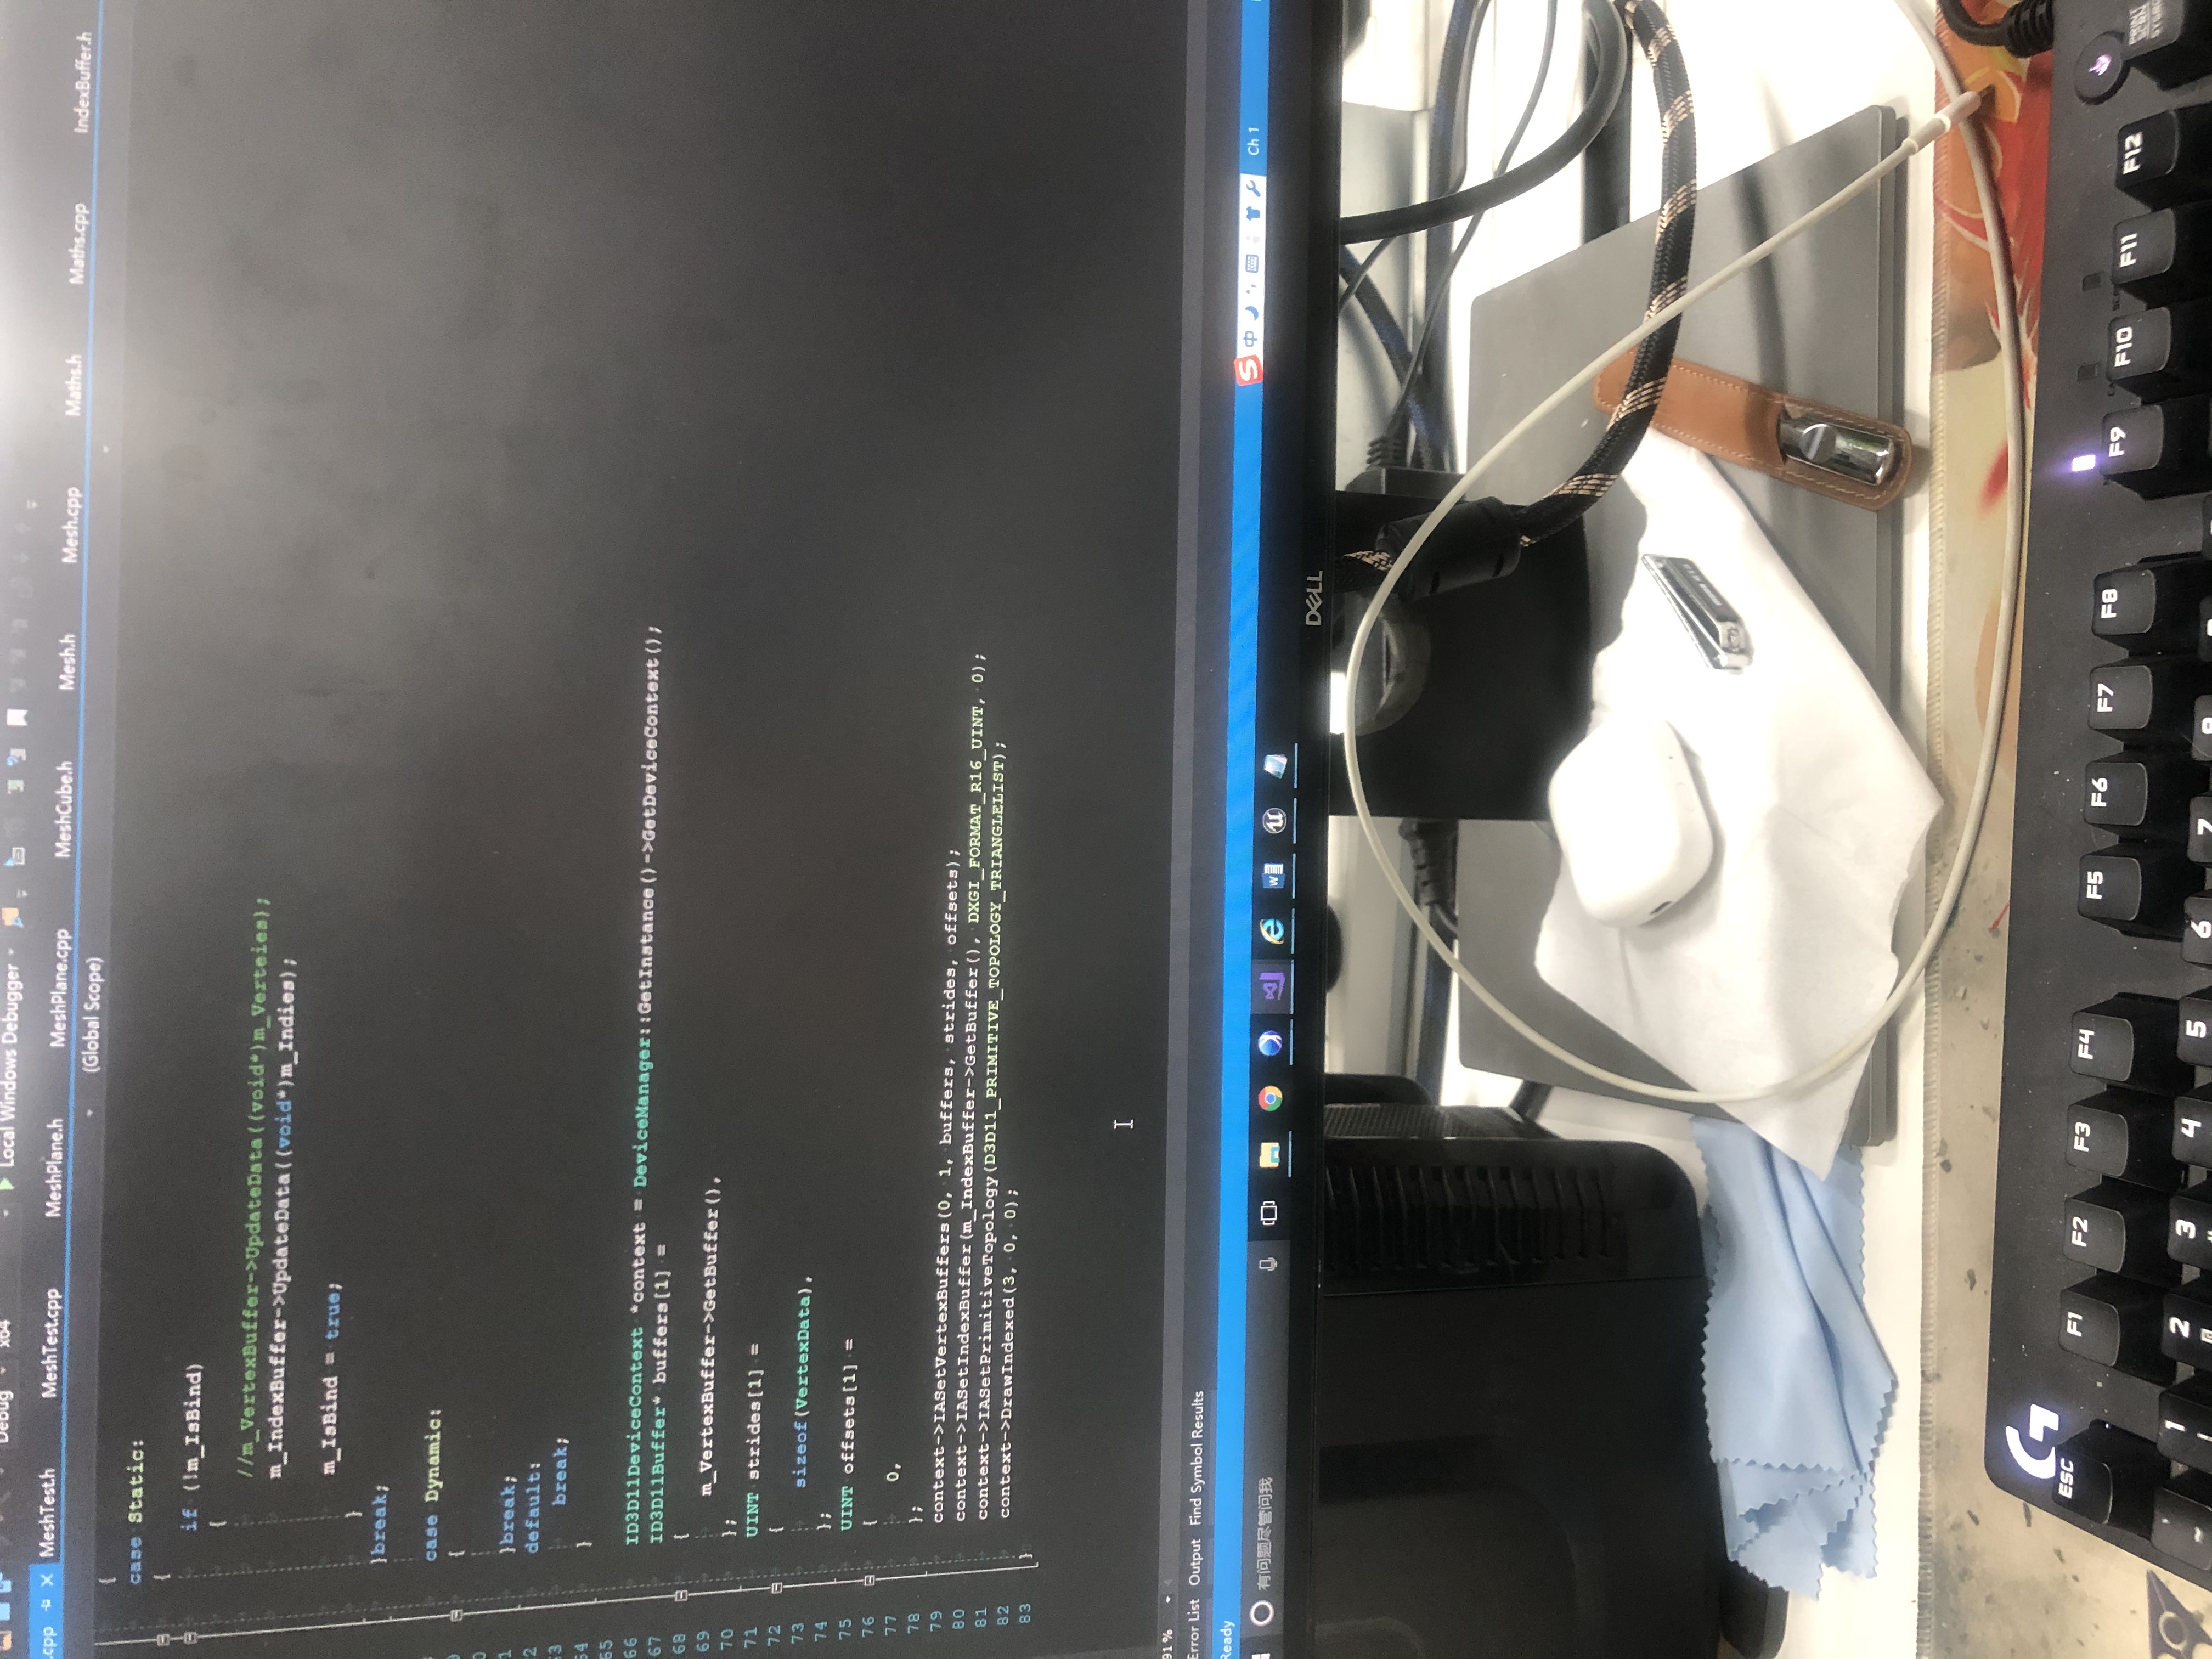 Debug x64 Local Windows Debugger
.cpp MeshTest.h MeshTest.cpp MeshPlane.h MeshPlane.cpp MeshCube.h Mesh.h Mesh.cpp Maths.h Maths.cpp IndexBuffer.h
(Global Scope)
{
case Static:
{
if (!m_IsBind)
{
//m_VertexBuffer->UpdateData((void*)m_Verteies);
m_IndexBuffer->UpdateData((void*)m_Indies);
m_IsBind = true;
}
}break;
case Dynamic:
{
}break;
default:
break;
64 }
65
66 ID3D11DeviceContext *context = DeviceManager::GetInstance()->GetDeviceContext();
67 ID3D11Buffer* buffers[1] =
68 {
69 m_VertexBuffer->GetBuffer(),
70 };
71 UINT strides[1] =
72 {
73 sizeof(VertexData),
74 };
75 UINT offsets[1] =
76 {
77 0,
78 };
79 context->IASetVertexBuffers(0, 1, buffers, strides, offsets);
80 context->IASetIndexBuffer(m_IndexBuffer->GetBuffer(), DXGI_FORMAT_R16_UINT, 0);
81 context->IASetPrimitiveTopology(D3D11_PRIMITIVE_TOPOLOGY_TRIANGLELIST);
82 context->DrawIndexed(3, 0, 0);
83 }
91 %
Error List Output Find Symbol Results
Ready
Ch 1
有问题尽管问我
中
DELL
G
ESC F1 F2 F3 F4 F5 F6 F7 F8 F9 F10 F11 F12 PRINT SCRN
~ 1 2 3 4 5 6 7